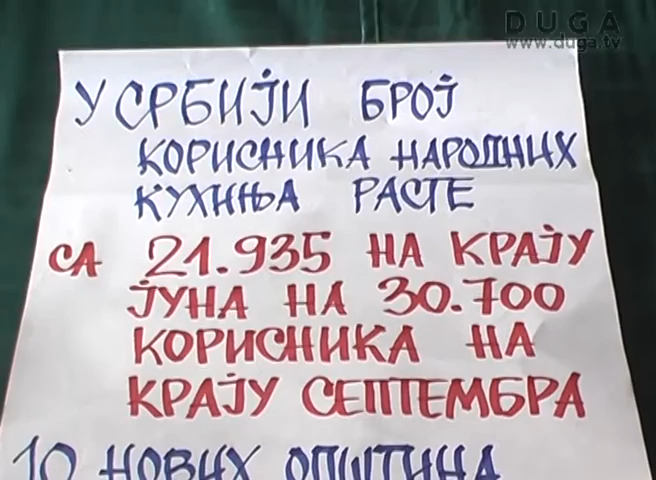 DUGA
www.duga.tv
У СРБИЈИ БРОЈ
КОРИСНИКА НАРОДНИХ
КУХИЊА РАСТЕ
СА 21.935 НА КРАЈУ
ЈУНА НА 30.700
КОРИСНИКА НА
КРАЈУ СЕПТЕМБРА
10 НОВИХ ОПШТИНА